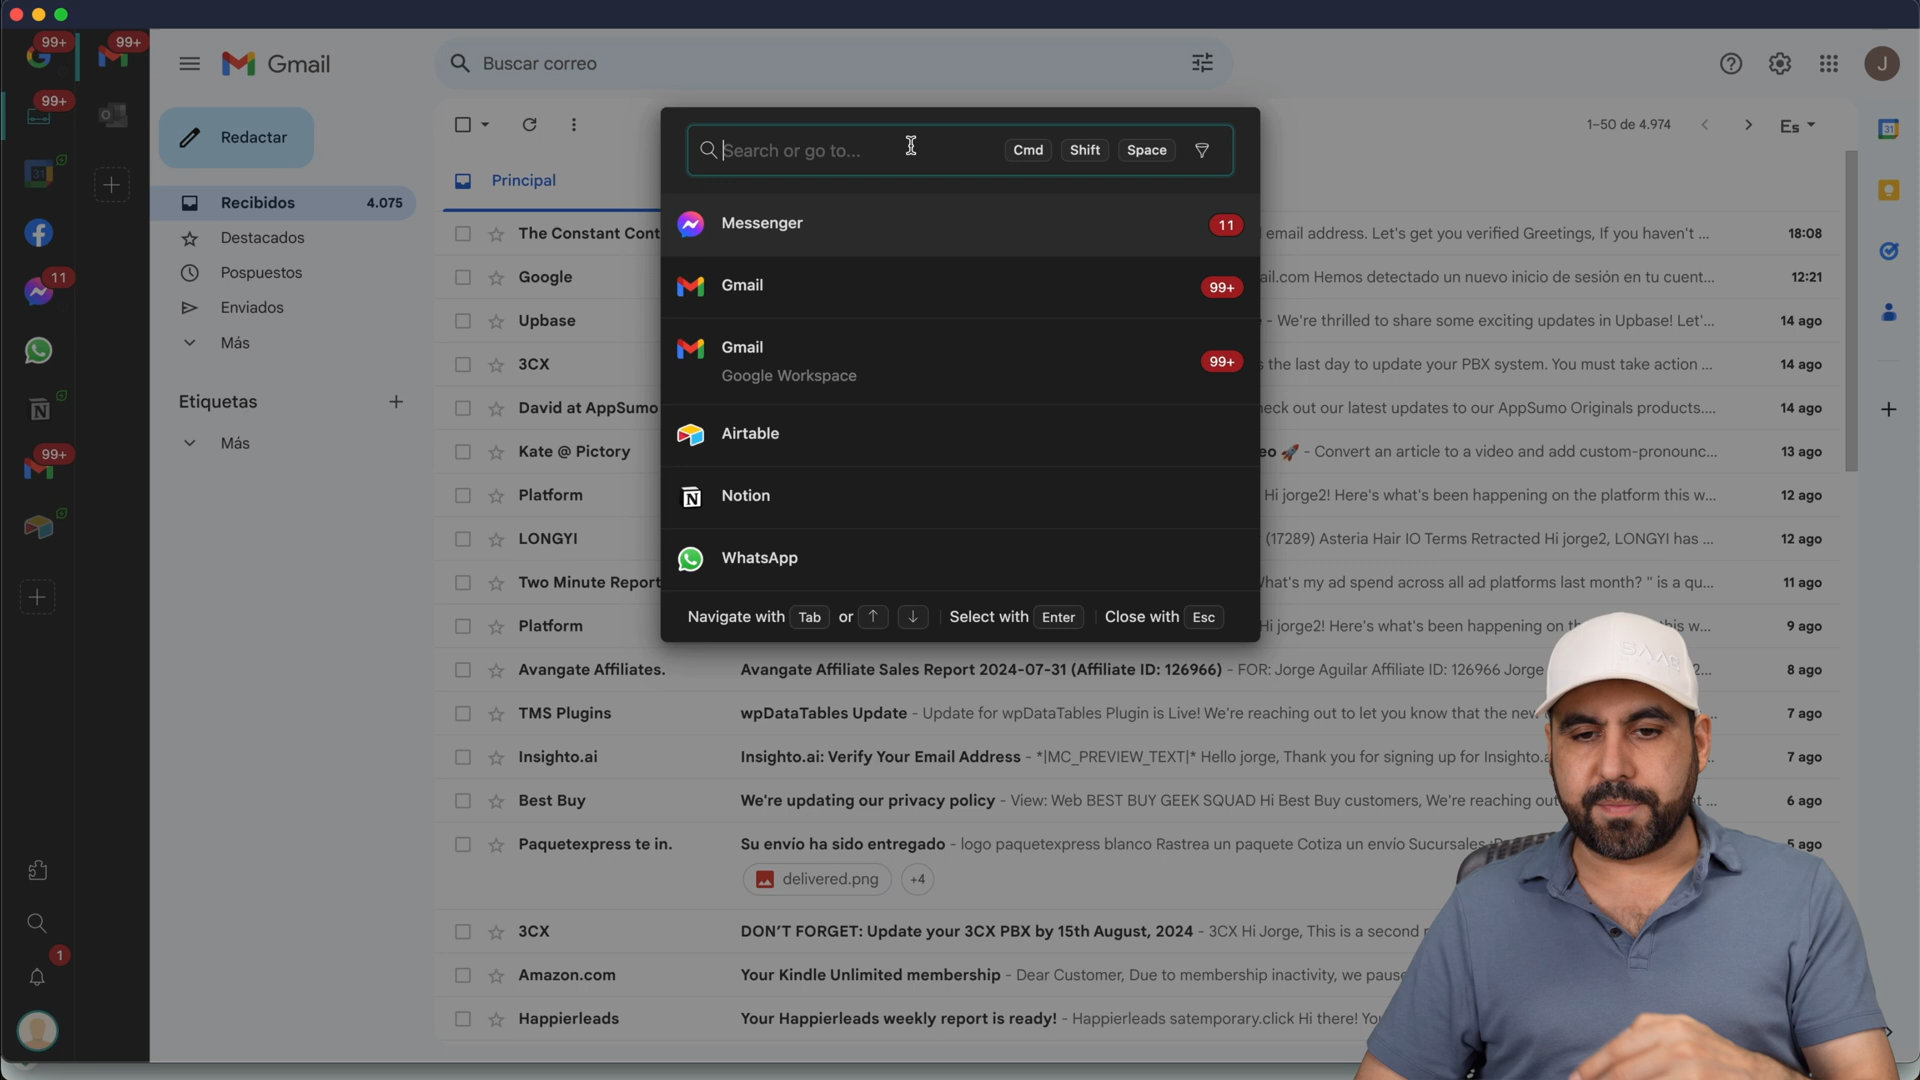 99+
99+
99+
11
99+
1
Gmail
Buscar correo
J
Redactar
Recibidos 4.075
Destacados
Pospuestos
Enviados
Más
Etiquetas
Más
1–50 de 4.974
Es
Principal
Search or go to...
Cmd Shift Space
Messenger 11
Gmail 99+
Gmail 99+
Google Workspace
Airtable
Notion
WhatsApp
Navigate with Tab or ↑ ↓ Select with Enter Close with Esc
The Constant Cont email address. Let's get you verified Greetings, If you haven't ... 18:08
Google ail.com Hemos detectado un nuevo inicio de sesión en tu cuent... 12:21
Upbase - We're thrilled to share some exciting updates in Upbase! Let'... 14 ago
3CX s the last day to update your PBX system. You must take action ... 14 ago
David at AppSumo eck out our latest updates to our AppSumo Originals products.... 14 ago
Kate @ Pictory eo 🚀 - Convert an article to a video and add custom-pronounc... 13 ago
Platform Hi jorge2! Here's what's been happening on the platform this w... 12 ago
LONGYI (17289) Asteria Hair IO Terms Retracted Hi jorge2, LONGYI has ... 12 ago
Two Minute Report hat's my ad spend across all ad platforms last month? " is a qu... 11 ago
Platform Hi jorge2! Here's what's been happening on his w... 9 ago
Avangate Affiliates. Avangate Affiliate Sales Report 2024-07-31 (Affiliate ID: 126966) - FOR: Jorge Aguilar Affiliate ID: 126966 Jorge 2... 8 ago
TMS Plugins wpDataTables Update - Update for wpDataTables Plugin is Live! We're reaching out to let you know that the new ... 7 ago
Insighto.ai Insighto.ai: Verify Your Email Address - *|MC_PREVIEW_TEXT|* Hello jorge, Thank you for signing up for Insighto.a ... 7 ago
Best Buy We're updating our privacy policy - View: Web BEST BUY GEEK SQUAD Hi Best Buy customers, We're reaching out nt ... 6 ago
Paquetexpress te in. Su envío ha sido entregado - logo paquetexpress blanco Rastrea un paquete Cotiza un envío Sucursales 5 ago
delivered.png +4
3CX DON'T FORGET: Update your 3CX PBX by 15th August, 2024 - 3CX Hi Jorge, This is a second
Amazon.com Your Kindle Unlimited membership - Dear Customer, Due to membership inactivity, we pause
Happierleads Your Happierleads weekly report is ready! - Happierleads satemporary.click Hi there! You